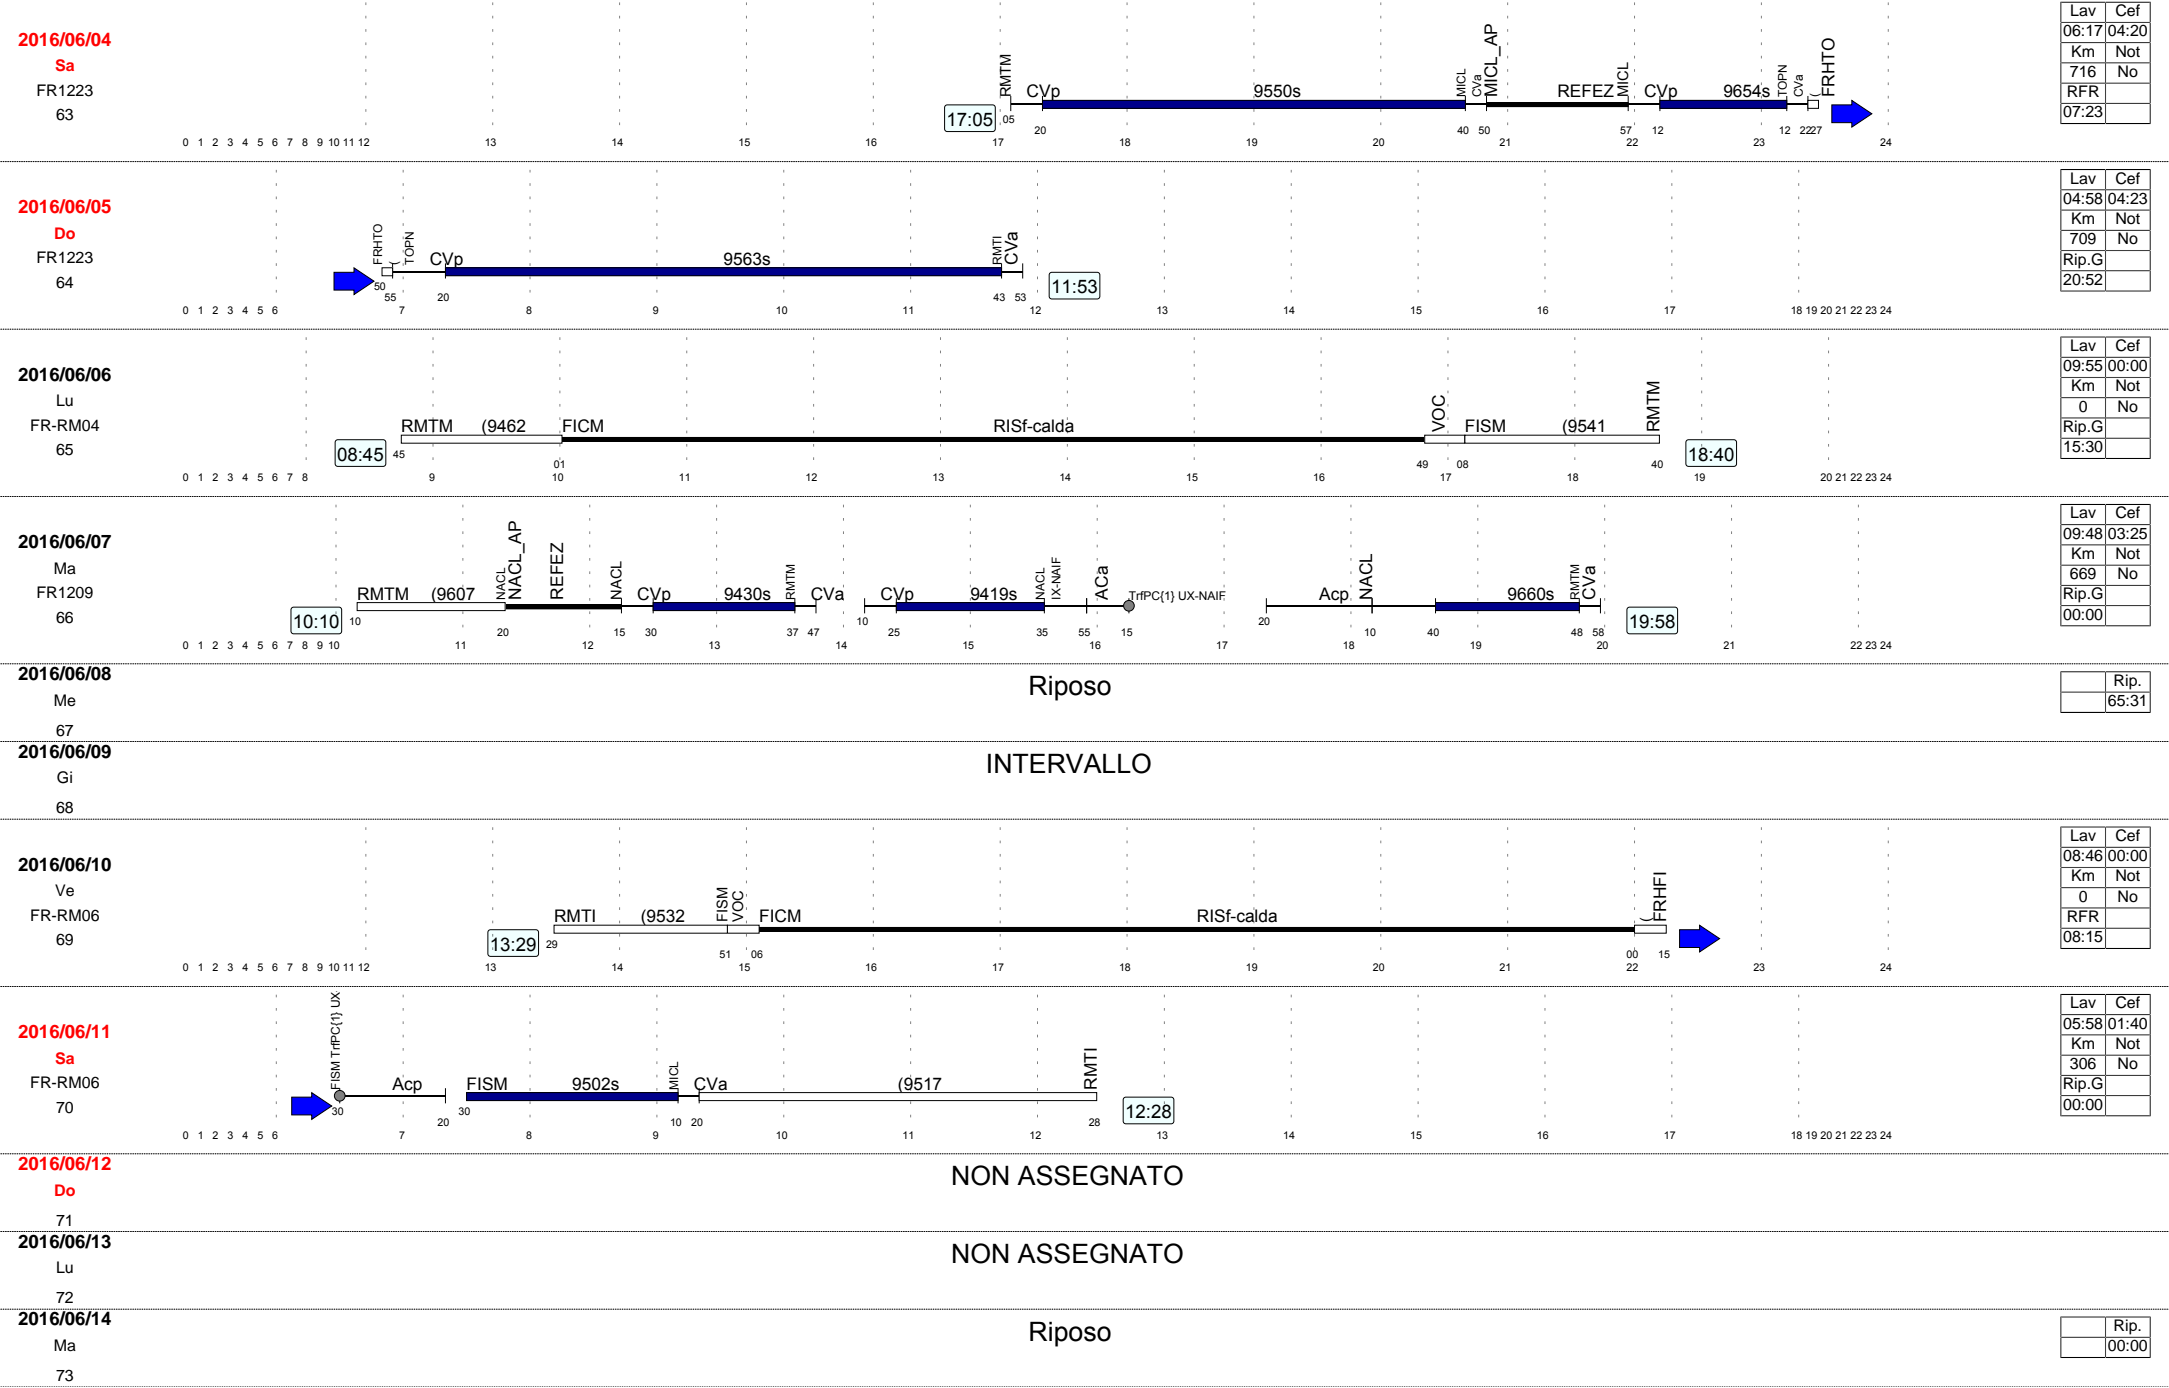 2016/06/04
Sa
FR1223
63
17:05
RMTM CVp 9550s MICL CVa MICL_AP REFEZ MICL CVp 9654s TOPN CVa ( FRHTO
05 20 40 50 57 12 12 22 27
0 1 2 3 4 5 6 7 8 9 10 11 12 13 14 15 16 17 18 19 20 21 22 23 24
Lav Cef
06:17 04:20
Km Not
716 No
RFR
07:23
2016/06/05
Do
FR1223
64
FRHTO ( TOPN CVp 9563s RMTI CVa
50 55 20 43 53
11:53
0 1 2 3 4 5 6 7 8 9 10 11 12 13 14 15 16 17 18 19 20 21 22 23 24
Lav Cef
04:58 04:23
Km Not
709 No
Rip.G
20:52
2016/06/06
Lu
FR-RM04
65
08:45
RMTM (9462 FICM RISf-calda VOC FISM (9541 RMTM
45 01 49 08 40
18:40
0 1 2 3 4 5 6 7 8 9 10 11 12 13 14 15 16 17 18 19 20 21 22 23 24
Lav Cef
09:55 00:00
Km Not
0 No
Rip.G
15:30
2016/06/07
Ma
FR1209
66
10:10
RMTM (9607 NACL NACL_AP REFEZ NACL CVp 9430s RMTM CVa CVp 9419s NACL IX-NAIF ACa TrfPC{1} UX-NAIF Acp NACL 9660s RMTM CVa
10 20 15 30 37 47 10 25 35 55 15 20 10 40 48 58
19:58
0 1 2 3 4 5 6 7 8 9 10 11 12 13 14 15 16 17 18 19 20 21 22 23 24
Lav Cef
09:48 03:25
Km Not
669 No
Rip.G
00:00
2016/06/08
Me
67
Riposo
Rip.
65:31
2016/06/09
Gi
68
INTERVALLO
2016/06/10
Ve
FR-RM06
69
13:29
RMTI (9532 FISM VOC FICM RISf-calda ( FRHFI
29 51 06 00 15
0 1 2 3 4 5 6 7 8 9 10 11 12 13 14 15 16 17 18 19 20 21 22 23 24
Lav Cef
08:46 00:00
Km Not
0 No
RFR
08:15
2016/06/11
Sa
FR-RM06
70
FISM TrfPC{1} UX Acp FISM 9502s MICL CVa (9517 RMTI
30 20 30 10 20 28
12:28
0 1 2 3 4 5 6 7 8 9 10 11 12 13 14 15 16 17 18 19 20 21 22 23 24
Lav Cef
05:58 01:40
Km Not
306 No
Rip.G
00:00
2016/06/12
Do
71
NON ASSEGNATO
2016/06/13
Lu
72
NON ASSEGNATO
2016/06/14
Ma
73
Riposo
Rip.
00:00